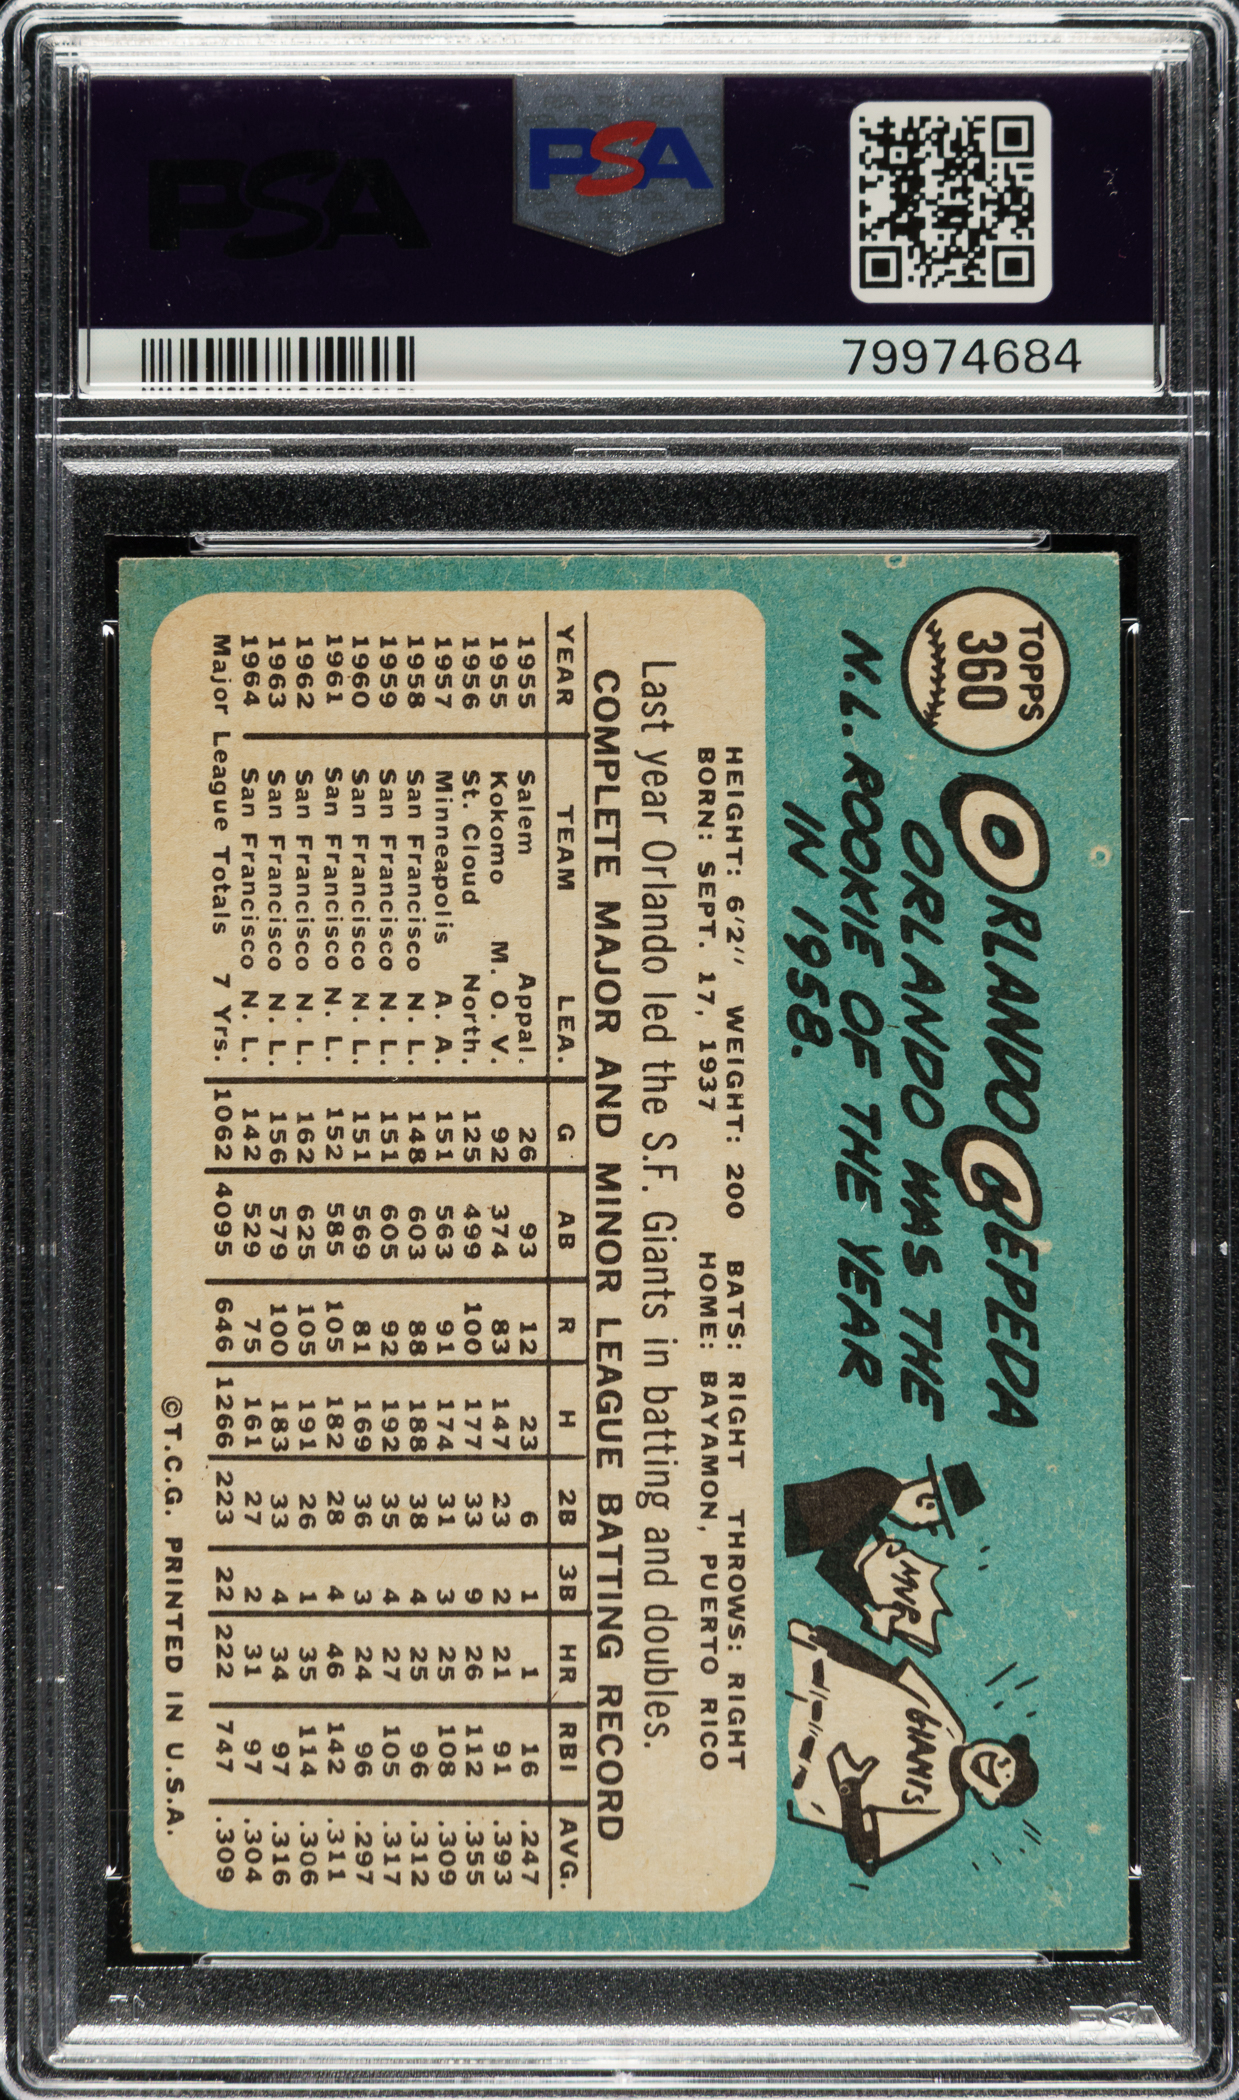 PSA
PSA
79974684
TOPPS
360
ORLANDO CEPEDA
ORLANDO WAS THE
N.L. ROOKIE OF THE YEAR
IN 1958.
MVP
GIANTS
HEIGHT: 6'2" WEIGHT: 200 BATS: RIGHT THROWS: RIGHT
BORN: SEPT. 17, 1937 HOME: BAYAMON, PUERTO RICO
Last year Orlando led the S.F. Giants in batting and doubles.
COMPLETE MAJOR AND MINOR LEAGUE BATTING RECORD
YEAR TEAM LEA. G AB R H 2B 3B HR RBI AVG.
1955 Salem Appal. 26 93 12 23 6 1 1 16 .247
1955 Kokomo M. O. V. 92 374 83 147 23 2 21 91 .393
1956 St. Cloud North. 125 499 100 177 33 9 26 112 .355
1957 Minneapolis A. A. 151 563 91 174 31 3 25 108 .309
1958 San Francisco N. L. 148 603 88 188 38 4 25 96 .312
1959 San Francisco N. L. 151 605 92 192 35 4 27 105 .317
1960 San Francisco N. L. 151 569 81 169 36 3 24 96 .297
1961 San Francisco N. L. 152 585 105 182 28 4 46 142 .311
1962 San Francisco N. L. 162 625 105 191 26 1 35 114 .306
1963 San Francisco N. L. 156 579 100 183 33 4 34 97 .316
1964 San Francisco N. L. 142 529 75 161 27 2 31 97 .304
Major League Totals 7 Yrs. 1062 4095 646 1266 223 22 222 747 .309
©T.C.G. PRINTED IN U.S.A.
PSA